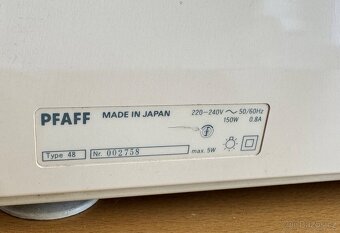 PFAFF MADE IN JAPAN 220-240V ~ 50/60Hz
150W 0.8A
Type 48 Nr. 002758 max. 5W